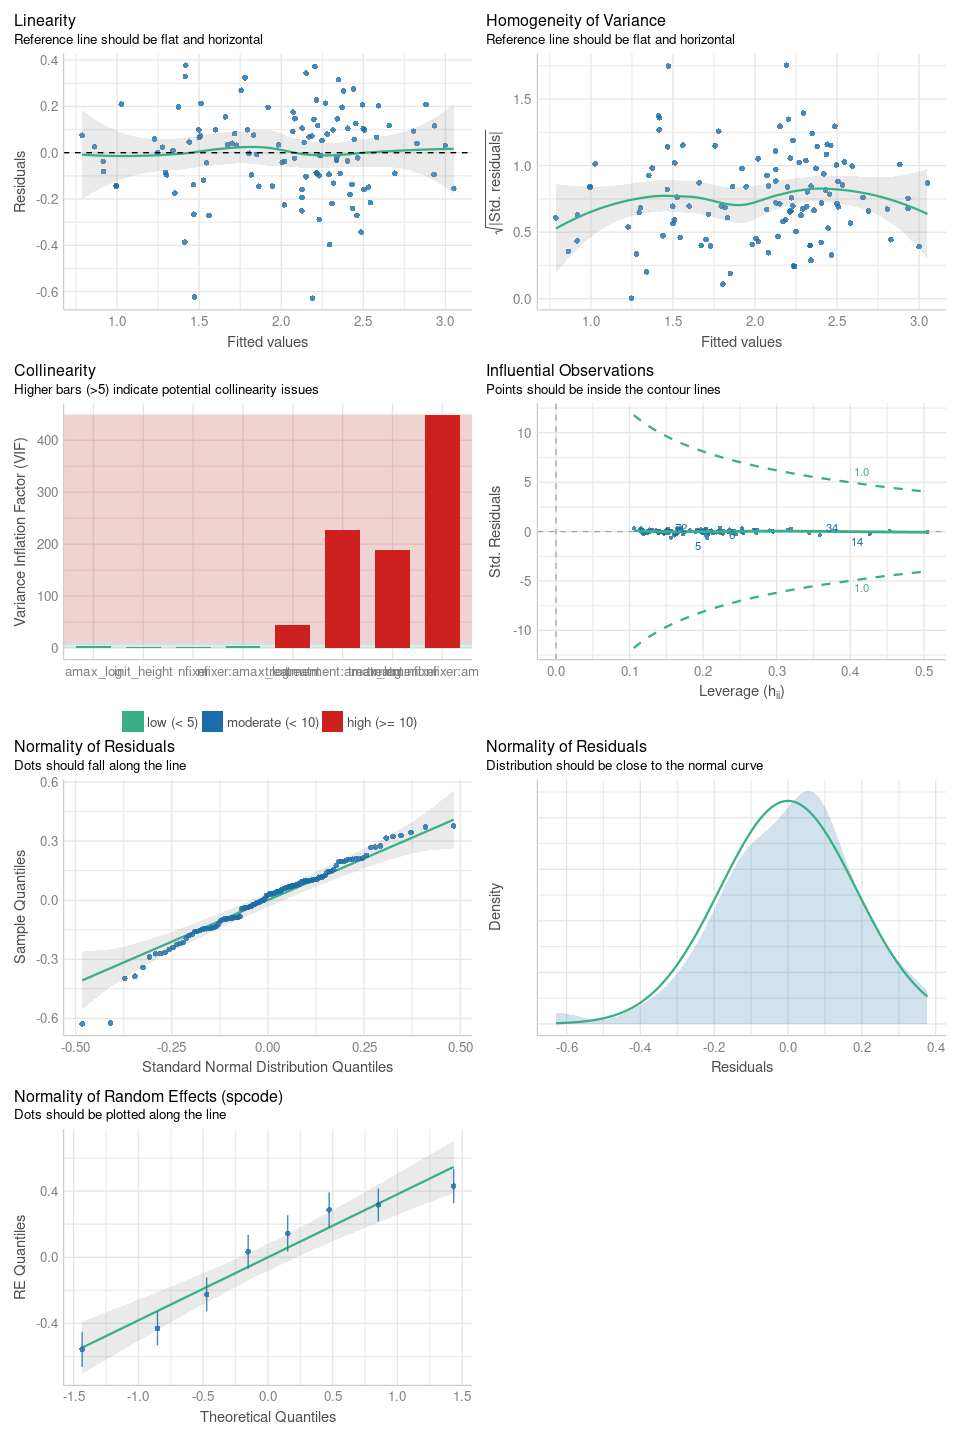 Linearity
Reference line should be flat and horizontal
0.4
0.2
0.0
-0.2
-0.4
-0.6
Residuals
1.0 1.5 2.0 2.5 3.0
Fitted values
Homogeneity of Variance
Reference line should be flat and horizontal
1.5
1.0
0.5
0.0
√|Std. residuals|
1.0 1.5 2.0 2.5 3.0
Fitted values
Collinearity
Higher bars (>5) indicate potential collinearity issues
400
300
200
100
0
Variance Inflation Factor (VIF)
amax_log init_height nfixer nfixer:amax_log treatment
low (< 5) moderate (< 10) high (>= 10)
Influential Observations
Points should be inside the contour lines
10
5
0
-5
-10
Std. Residuals
1.0
34
14
5
1.0
0.0 0.1 0.2 0.3 0.4 0.5
Leverage (hii)
Normality of Residuals
Dots should fall along the line
0.6
0.3
0.0
-0.3
-0.6
Sample Quantiles
-0.50 -0.25 0.00 0.25 0.50
Standard Normal Distribution Quantiles
Normality of Residuals
Distribution should be close to the normal curve
Density
-0.6 -0.4 -0.2 0.0 0.2 0.4
Residuals
Normality of Random Effects (spcode)
Dots should be plotted along the line
0.4
0.0
-0.4
RE Quantiles
-1.5 -1.0 -0.5 0.0 0.5 1.0 1.5
Theoretical Quantiles